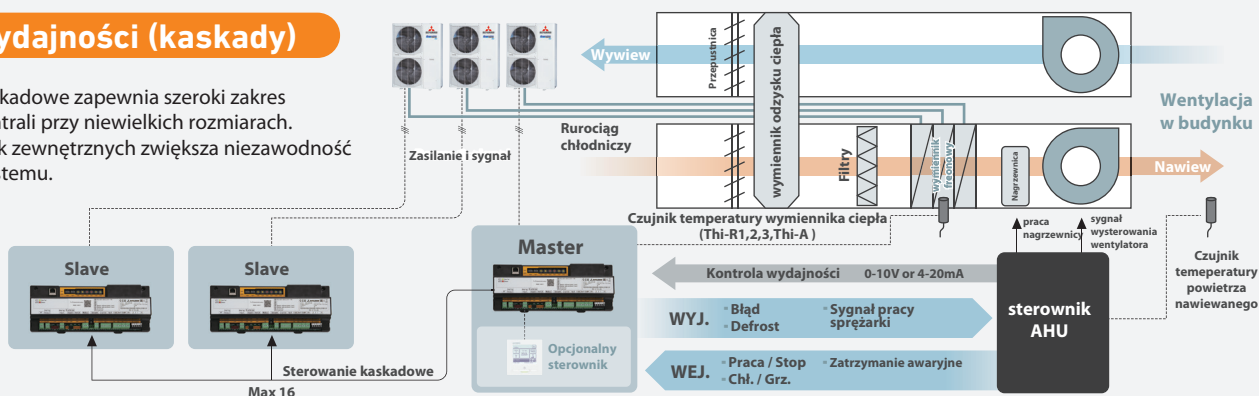 ydajności (kaskady)
kadowe zapewnia szeroki zakres
trali przy niewielkich rozmiarach.
k zewnętrznych zwiększa niezawodność
stemu.
Zasilanie i sygnał
Rurociąg
chłodniczy
Wywiew
Przepustnica
wymiennik odzysku ciepła
Filtry
wymiennik
freonowy
Nagrzewnica
Wentylacja
w budynku
Nawiew
Czujnik temperatury wymiennika ciepła
(Thi-R1,2,3,Thi-A )
praca
nagrzewnicy
sygnał
wysterowania
wentylatora
Czujnik
temeperatury
powietrza
nawiewanego
Slave
Slave
Master
Opcjonalny
sterownik
Sterowanie kaskadowe
Max 16
Kontrola wydajności 0-10V or 4-20mA
WYJ.
Błąd
Defrost
Sygnał pracy
sprężarki
WEJ.
Praca / Stop
Chł. / Grz.
Zatrzymanie awaryjne
sterownik
AHU